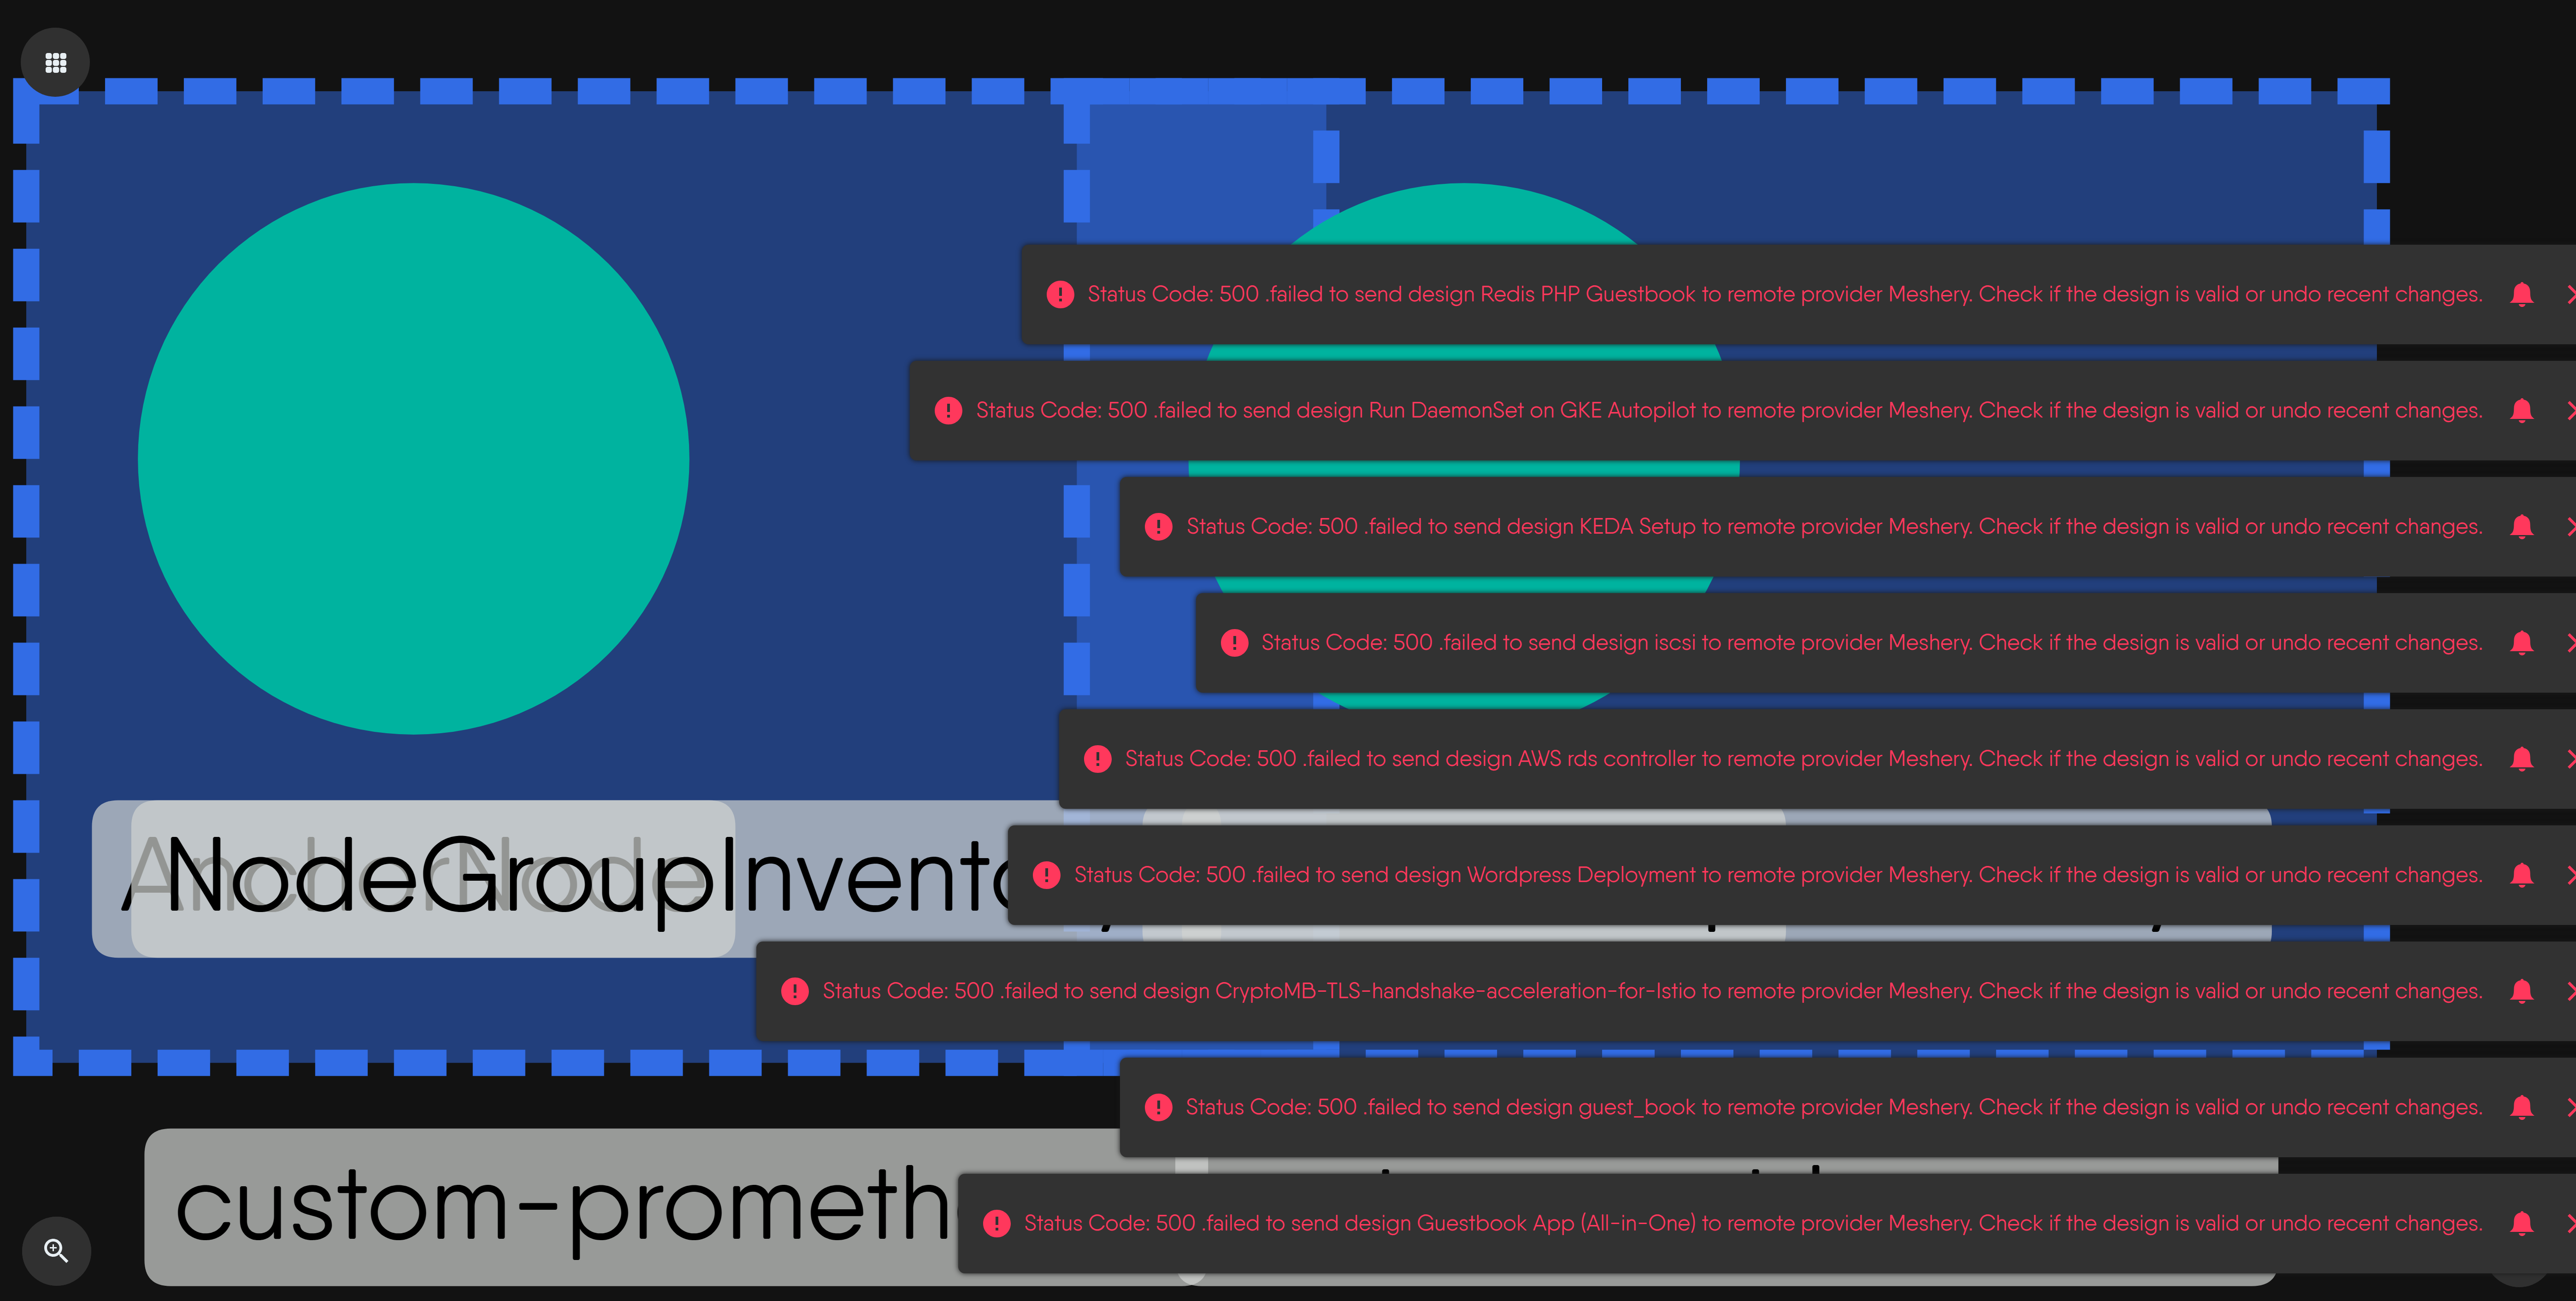 Status Code: 500 .failed to send design Redis PHP Guestbook to remote provider Meshery. Check if the design is valid or undo recent changes.
Status Code: 500 .failed to send design Run DaemonSet on GKE Autopilot to remote provider Meshery. Check if the design is valid or undo recent changes.
Status Code: 500 .failed to send design KEDA Setup to remote provider Meshery. Check if the design is valid or undo recent changes.
Status Code: 500 .failed to send design iscsi to remote provider Meshery. Check if the design is valid or undo recent changes.
Status Code: 500 .failed to send design AWS rds controller to remote provider Meshery. Check if the design is valid or undo recent changes.
AnchorNode
NodeGroupInvento
Status Code: 500 .failed to send design Wordpress Deployment to remote provider Meshery. Check if the design is valid or undo recent changes.
Status Code: 500 .failed to send design CryptoMB-TLS-handshake-acceleration-for-Istio to remote provider Meshery. Check if the design is valid or undo recent changes.
Status Code: 500 .failed to send design guest_book to remote provider Meshery. Check if the design is valid or undo recent changes.
custom-prometh
Status Code: 500 .failed to send design Guestbook App (All-in-One) to remote provider Meshery. Check if the design is valid or undo recent changes.